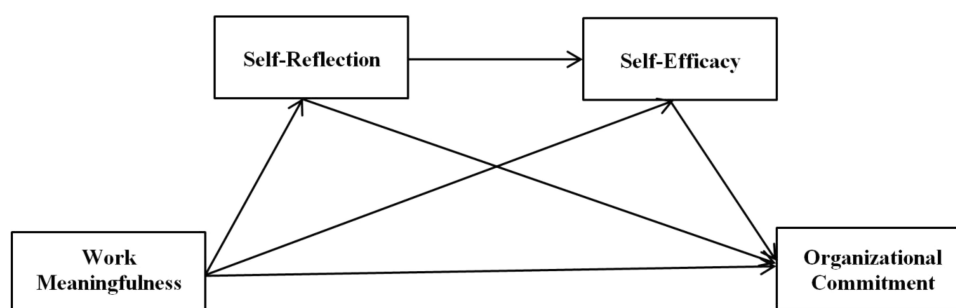 Self-Reflection
Self-Efficacy
Work
Meaningfulness
Organizational
Commitment